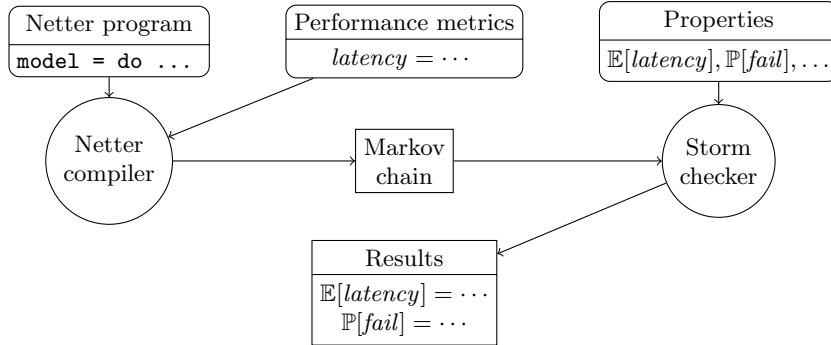 Netter program
model = do ...
Performance metrics
latency = ⋯
Properties
𝔼[latency], ℙ[fail], …
Netter
compiler
Markov
chain
Storm
checker
Results
𝔼[latency] = ⋯
ℙ[fail] = ⋯